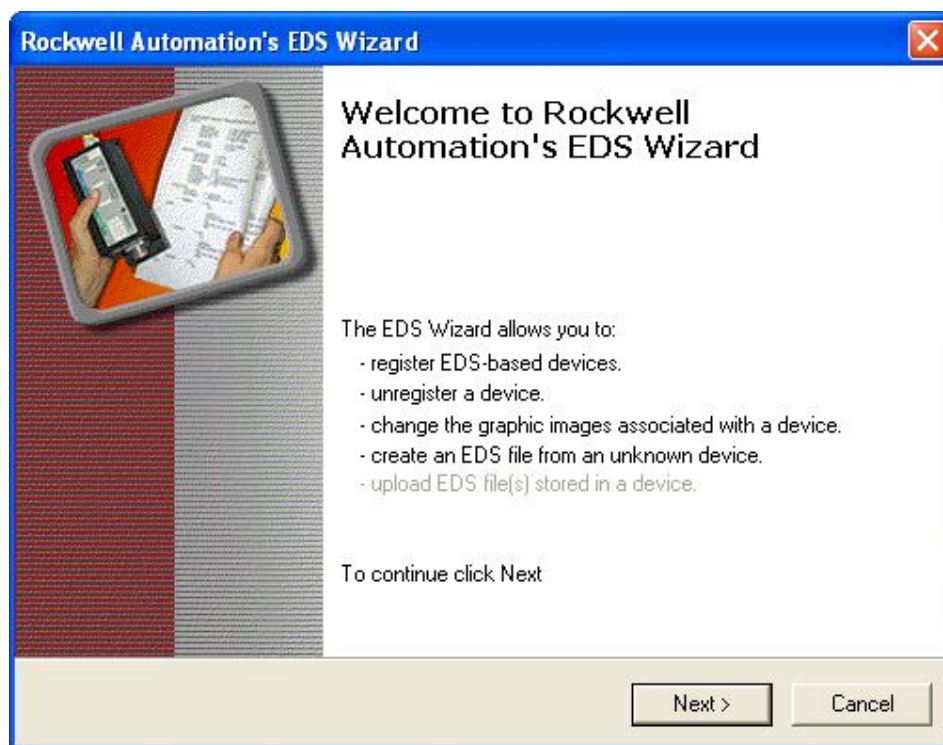 Rockwell Automation's EDS Wizard
Welcome to Rockwell
Automation's EDS Wizard
The EDS Wizard allows you to:
- register EDS-based devices.
- unregister a device.
- change the graphic images associated with a device.
- create an EDS file from an unknown device.
- upload EDS file(s) stored in a device.
To continue click Next
Next >
Cancel